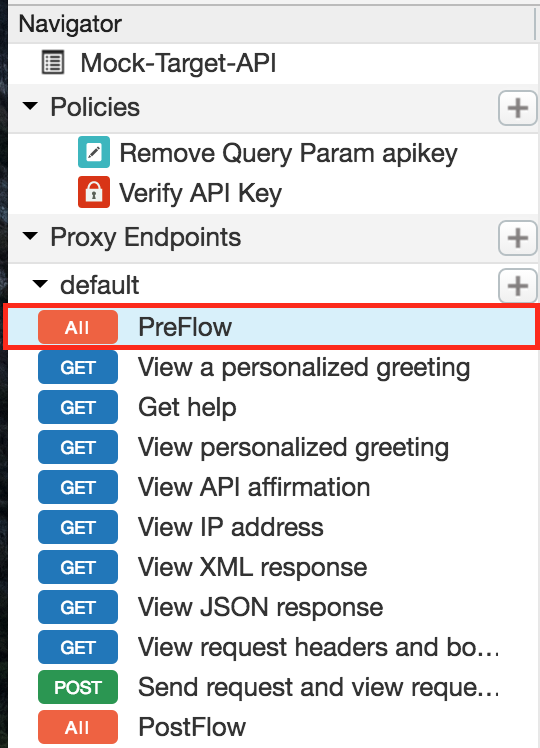 Navigator
Mock-Target-API
Policies
Remove Query Param apikey
Verify API Key
Proxy Endpoints
default
All PreFlow
GET View a personalized greeting
GET Get help
GET View personalized greeting
GET View API affirmation
GET View IP address
GET View XML response
GET View JSON response
GET View request headers and bo...
POST Send request and view reque...
All PostFlow